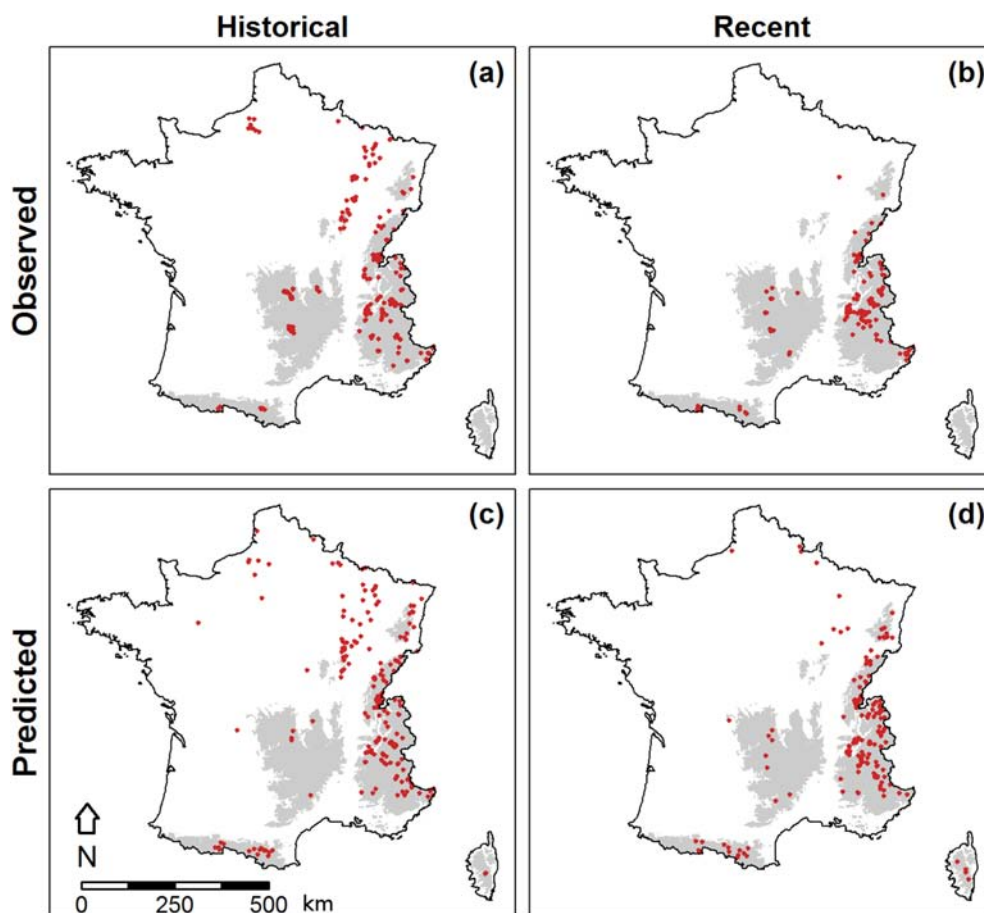 Historical
Recent
Observed
(a)
(b)
Predicted
(c)
(d)
N
0 250 500 km